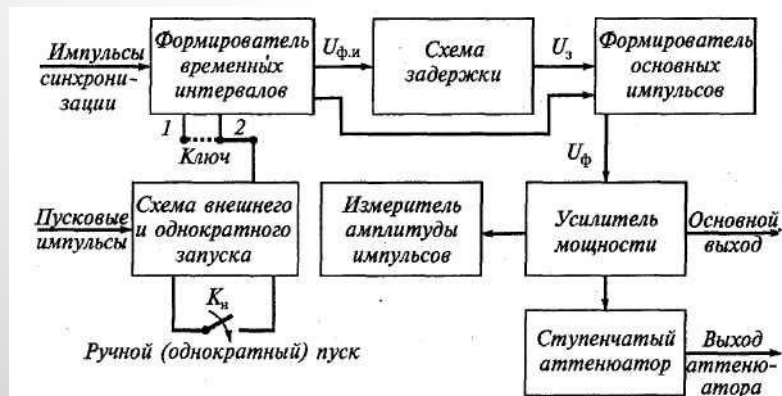 Импульсы
синхрони-
зации
Формирователь
временных
интервалов
Uф.и
Схема
задержки
Uз
Формирователь
основных
импульсов
1
2
Ключ
Uф
Пусковые
импульсы
Схема внешнего
и однократного
запуска
Измеритель
амплитуды
импульсов
Усилитель
мощности
Основной
выход
Kн
Ручной (однократный) пуск
Ступенчатый
аттенюатор
Выход
аттеню-
атора